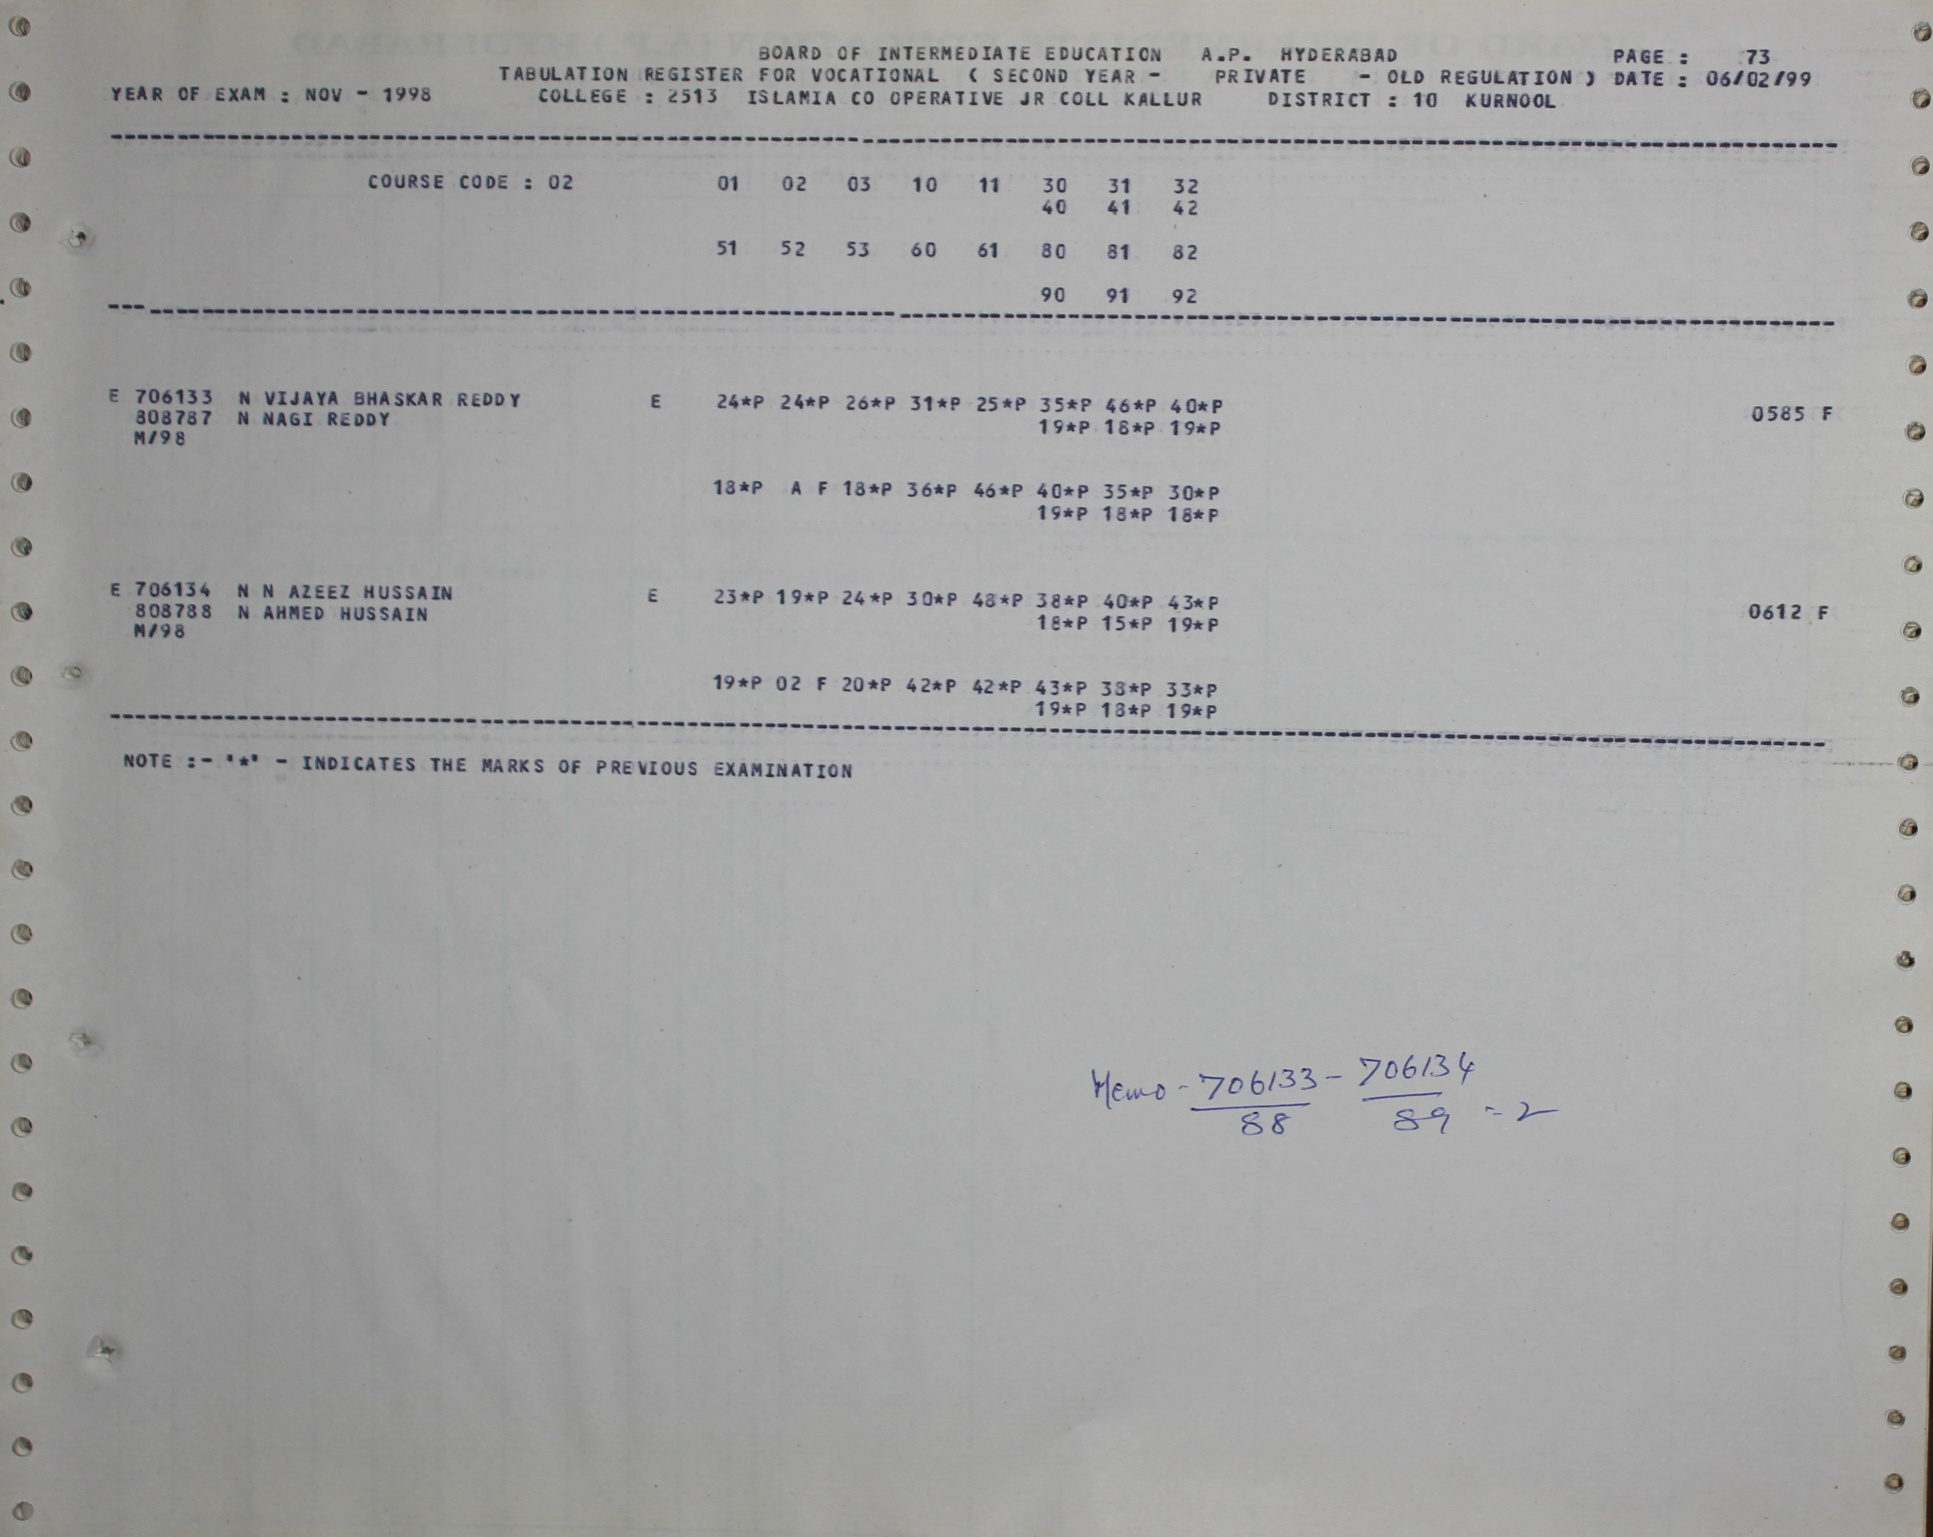 BOARD OF INTERMEDIATE EDUCATION A.P. HYDERABAD PAGE : 73
TABULATION REGISTER FOR VOCATIONAL ( SECOND YEAR - PRIVATE - OLD REGULATION ) DATE : 06/02/99
YEAR OF EXAM : NOV - 1998 COLLEGE : 2513 ISLAMIA CO OPERATIVE JR COLL KALLUR DISTRICT : 10 KURNOOL
COURSE CODE : 02 01 02 03 10 11 30 31 32
40 41 42
51 52 53 60 61 80 81 82
90 91 92
E 706133 N VIJAYA BHASKAR REDDY E 24*P 24*P 26*P 31*P 25*P 35*P 46*P 40*P 0585 F
808787 N NAGI REDDY 19*P 18*P 19*P
M/98
18*P A F 18*P 36*P 46*P 40*P 35*P 30*P
19*P 18*P 18*P
E 706134 N N AZEEZ HUSSAIN E 23*P 19*P 24*P 30*P 48*P 38*P 40*P 43*P 0612 F
808788 N AHMED HUSSAIN 18*P 15*P 19*P
M/98
19*P 02 F 20*P 42*P 42*P 43*P 38*P 33*P
19*P 18*P 19*P
NOTE :- '*' - INDICATES THE MARKS OF PREVIOUS EXAMINATION
Memo - 706133 - 706134
88 89 = 2